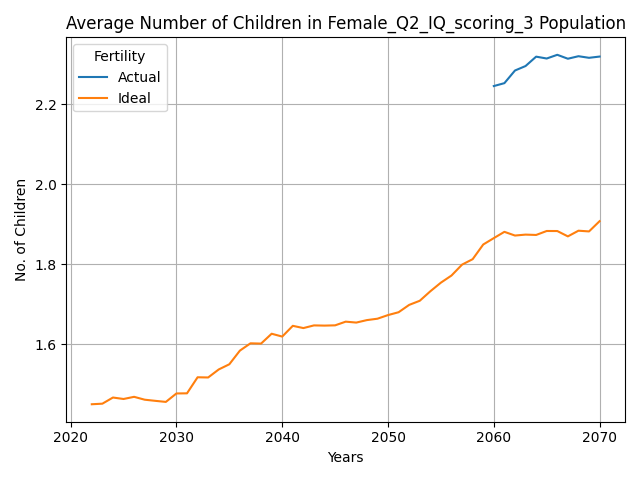 Average Number of Children in Female_Q2_IQ_scoring_3 Population
Fertility
Actual
Ideal
No. of Children
2.2
2.0
1.8
1.6
2020 2030 2040 2050 2060 2070
Years